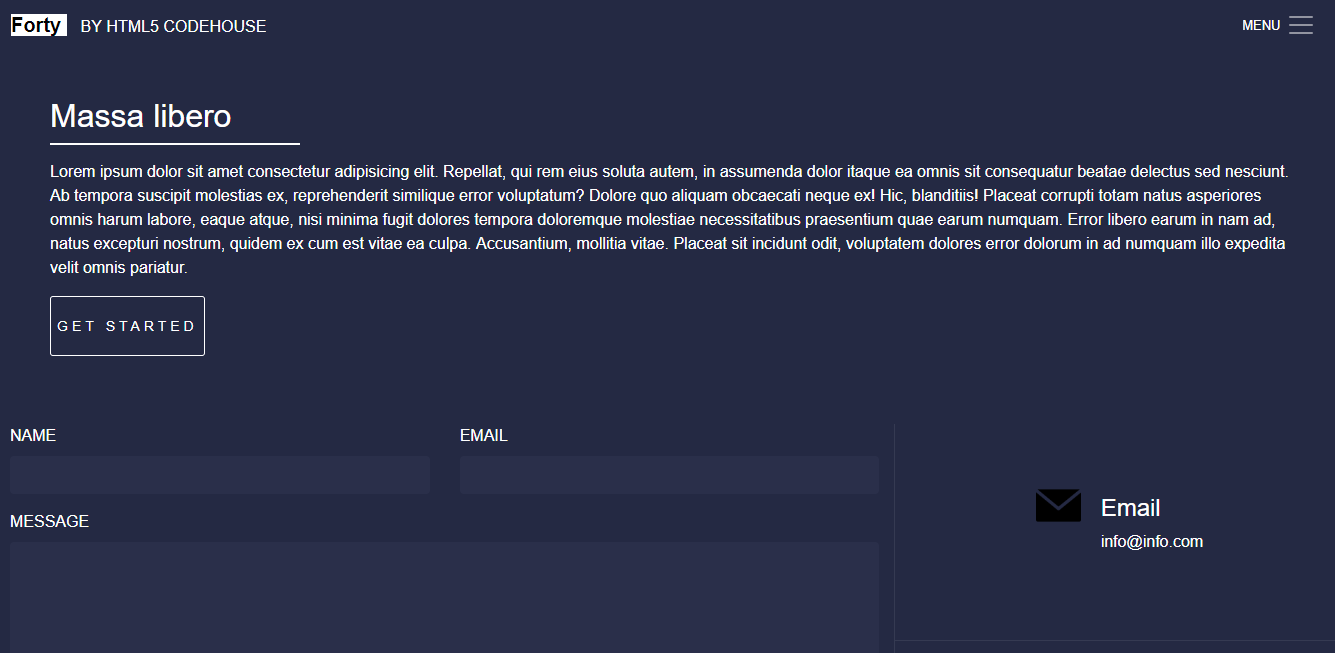 Forty BY HTML5 CODEHOUSE
MENU
Massa libero
Lorem ipsum dolor sit amet consectetur adipisicing elit. Repellat, qui rem eius soluta autem, in assumenda dolor itaque ea omnis sit consequatur beatae delectus sed nesciunt.
Ab tempora suscipit molestias ex, reprehenderit similique error voluptatum? Dolore quo aliquam obcaecati neque ex! Hic, blanditiis! Placeat corrupti totam natus asperiores
omnis harum labore, eaque atque, nisi minima fugit dolores tempora doloremque molestiae necessitatibus praesentium quae earum numquam. Error libero earum in nam ad,
natus excepturi nostrum, quidem ex cum est vitae ea culpa. Accusantium, mollitia vitae. Placeat sit incidunt odit, voluptatem dolores error dolorum in ad numquam illo expedita
velit omnis pariatur.
GET STARTED
NAME
EMAIL
MESSAGE
Email
info@info.com